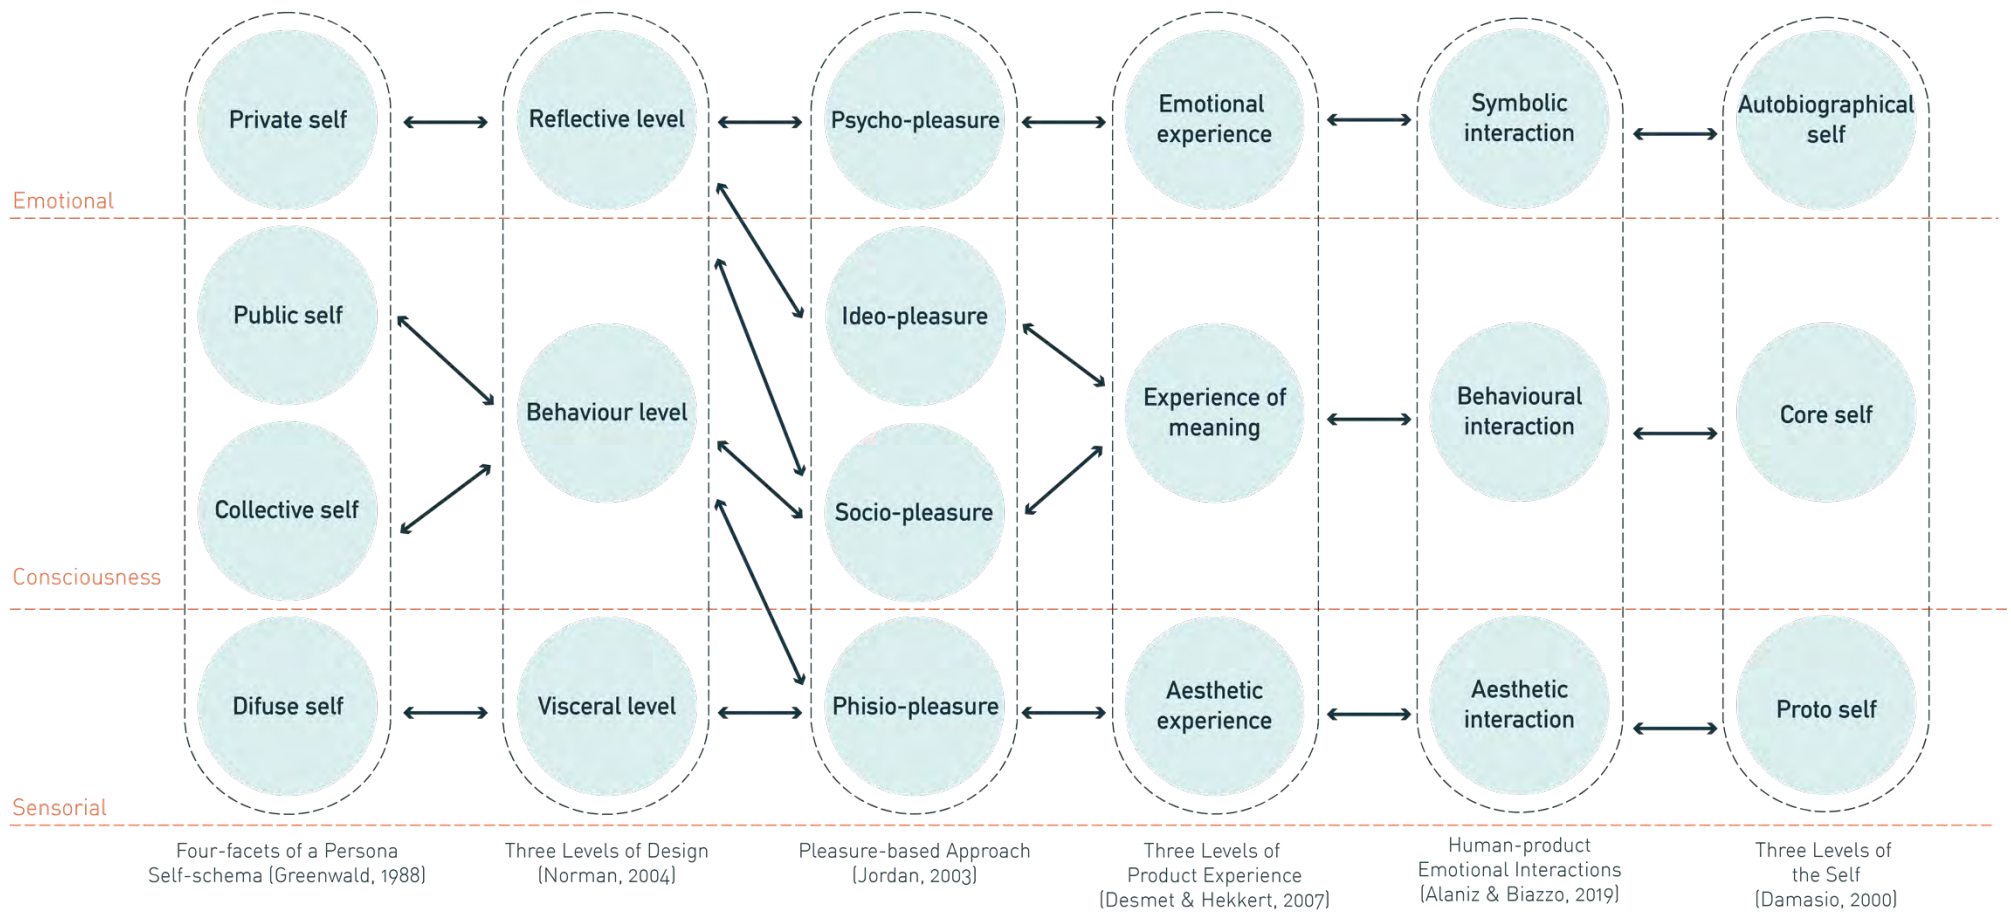 Private self
Reflective level
Psycho-pleasure
Emotional
experience
Symbolic
interaction
Autobiographical
self
Emotional
Public self
Collective self
Behaviour level
Ideo-pleasure
Socio-pleasure
Experience of
meaning
Behavioural
interaction
Core self
Consciousness
Difuse self
Visceral level
Phisio-pleasure
Aesthetic
experience
Aesthetic
interaction
Proto self
Sensorial
Four-facets of a Persona
Self-schema (Greenwald, 1988)
Three Levels of Design
(Norman, 2004)
Pleasure-based Approach
(Jordan, 2003)
Three Levels of
Product Experience
(Desmet & Hekkert, 2007)
Human-product
Emotional Interactions
(Alaniz & Biazzo, 2019)
Three Levels of
the Self
(Damasio, 2000)